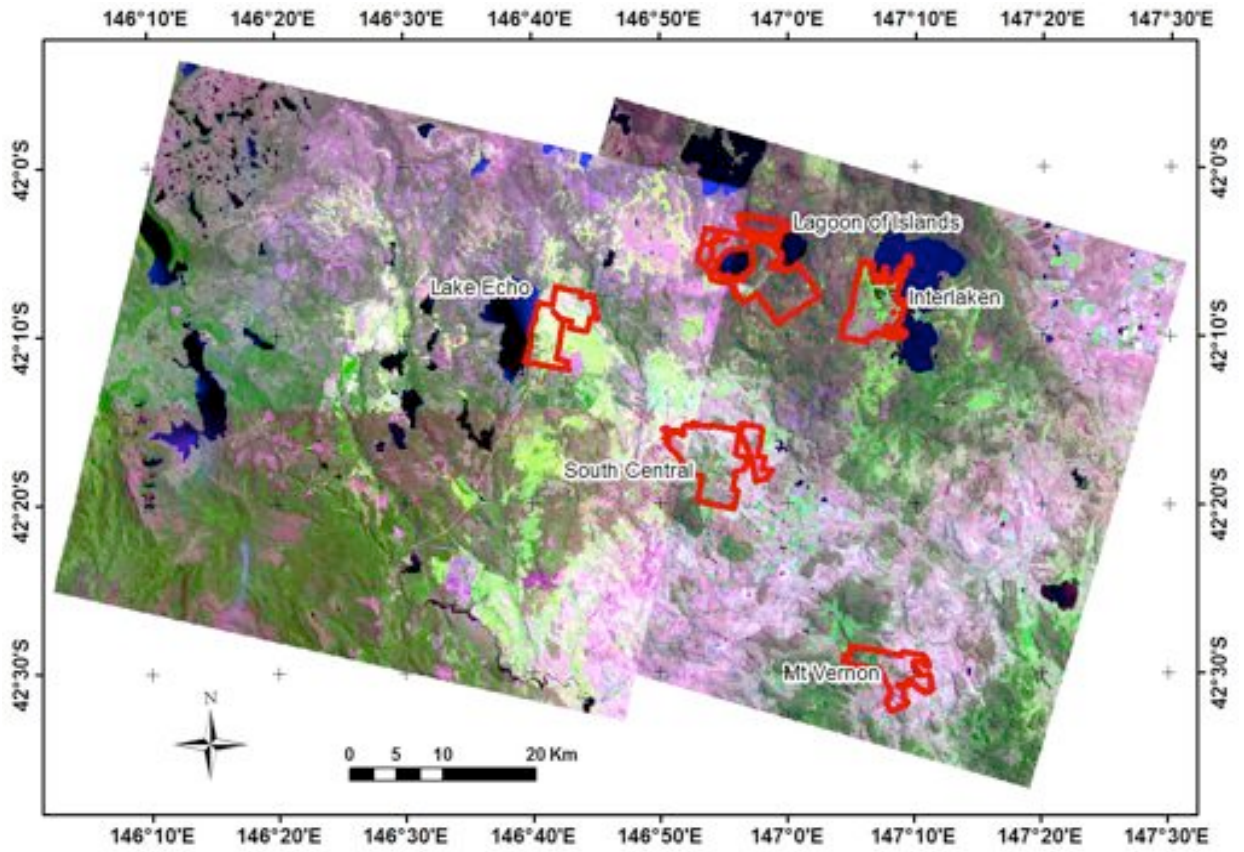 146°10'E 146°20'E 146°30'E 146°40'E 146°50'E 147°0'E 147°10'E 147°20'E 147°30'E
42°0'S 42°0'S
Lagoon of Islands
Lake Echo
Interlaken
42°10'S 42°10'S
South Central
42°20'S 42°20'S
Mt Vernon
42°30'S 42°30'S
N
0 5 10 20 Km
146°10'E 146°20'E 146°30'E 146°40'E 146°50'E 147°0'E 147°10'E 147°20'E 147°30'E